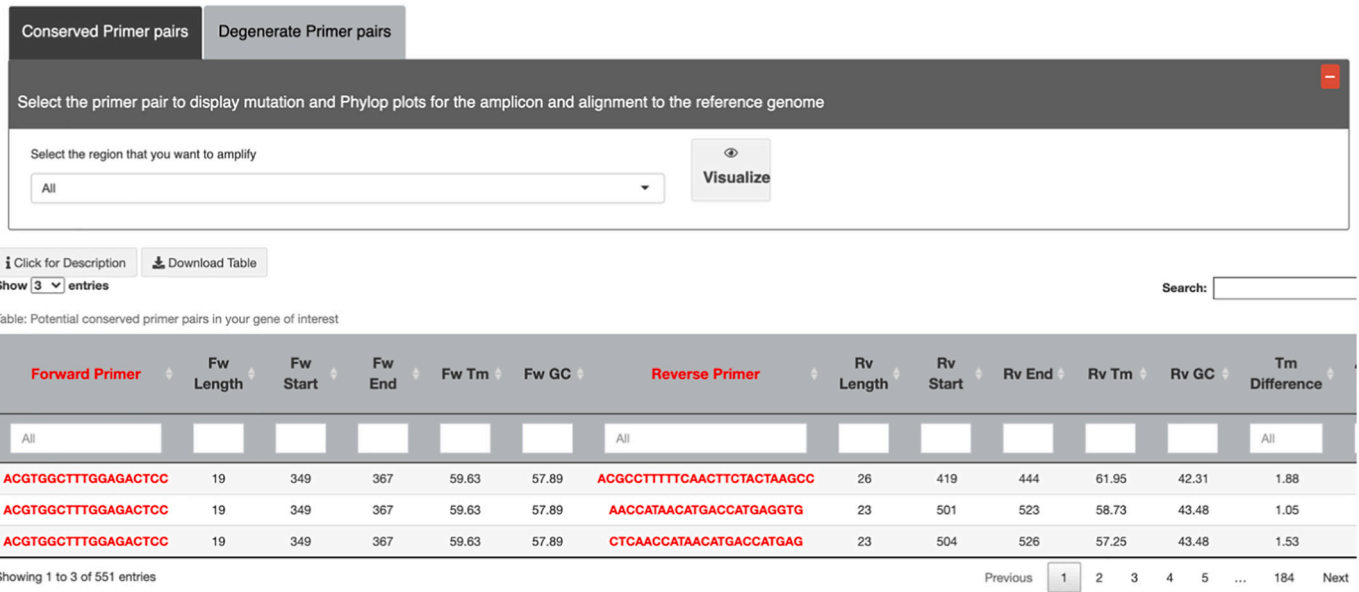 Conserved Primer pairs Degenerate Primer pairs
Select the primer pair to display mutation and Phylop plots for the amplicon and alignment to the reference genome
Select the region that you want to amplify
All
Visualize
Click for Description Download Table
Show 3 entries
Search:
Table: Potential conserved primer pairs in your gene of interest
Forward Primer Fw Length Fw Start Fw End Fw Tm Fw GC Reverse Primer Rv Length Rv Start Rv End Rv Tm Rv GC Tm Difference
All All All
ACGTGGCTTTGGAGACTCC 19 349 367 59.63 57.89 ACGCCTTTTTCAACTTCTACTAAGCC 26 419 444 61.95 42.31 1.88
ACGTGGCTTTGGAGACTCC 19 349 367 59.63 57.89 AACCATAACATGACCATGAGGTG 23 501 523 58.73 43.48 1.05
ACGTGGCTTTGGAGACTCC 19 349 367 59.63 57.89 CTCAACCATAACATGACCATGAG 23 504 526 57.25 43.48 1.53
Showing 1 to 3 of 551 entries
Previous 1 2 3 4 5 ... 184 Next